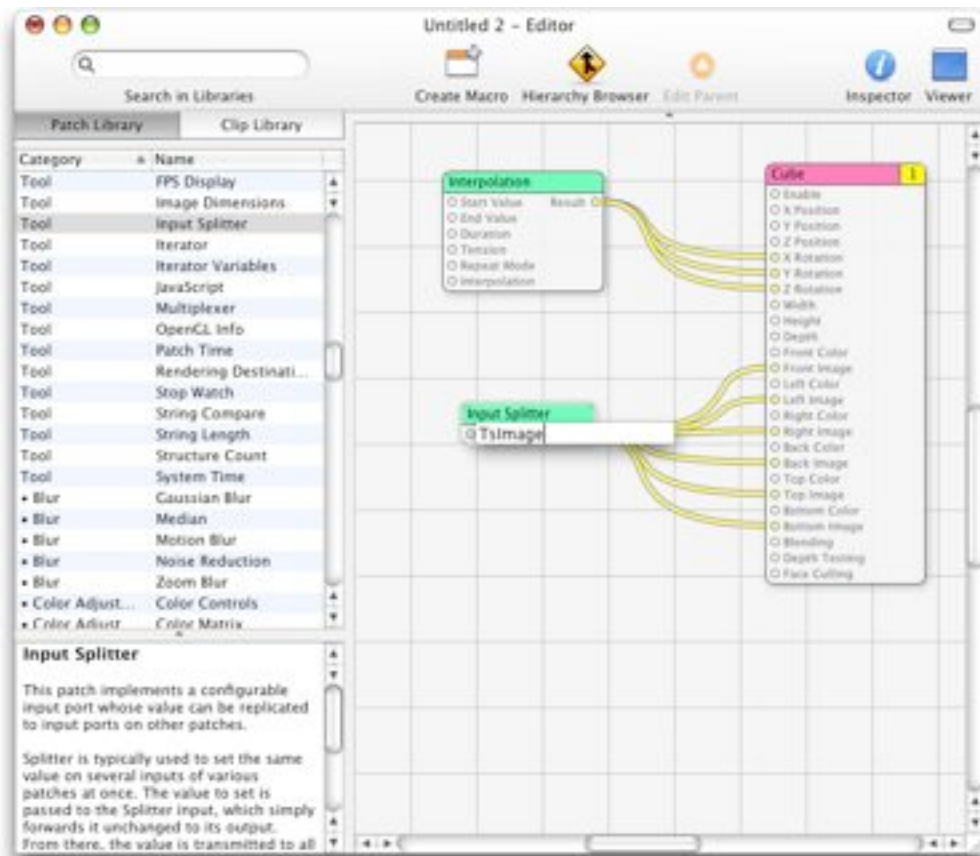 Untitled 2 – Editor
Search in Libraries
Create Macro
Hierarchy Browser
Edit Parent
Inspector
Viewer
Patch Library
Clip Library
Category Name
Tool FPS Display
Tool Image Dimensions
Tool Input Splitter
Tool Iterator
Tool Iterator Variables
Tool JavaScript
Tool Multiplexer
Tool OpenGL Info
Tool Patch Time
Tool Rendering Destinati...
Tool Stop Watch
Tool String Compare
Tool String Length
Tool Structure Count
Tool System Time
• Blur Gaussian Blur
• Blur Median
• Blur Motion Blur
• Blur Noise Reduction
• Blur Zoom Blur
• Color Adjust... Color Controls
• Color Adjust... Color Matrix
Input Splitter
This patch implements a configurable
input port whose value can be replicated
to input ports on other patches.
Splitter is typically used to set the same
value on several inputs of various
patches at once. The value to set is
passed to the Splitter input, which simply
forwards it unchanged to its output.
From there, the value is transmitted to all
Interpolation
Start Value Result
End Value
Duration
Tension
Repeat Mode
Interpolation
Input Splitter
TsImage
Cube 1
Enable
X Position
Y Position
Z Position
X Rotation
Y Rotation
Z Rotation
Width
Height
Depth
Front Color
Front Image
Left Color
Left Image
Right Color
Right Image
Back Color
Back Image
Top Color
Top Image
Bottom Color
Bottom Image
Blending
Depth Testing
Face Culling